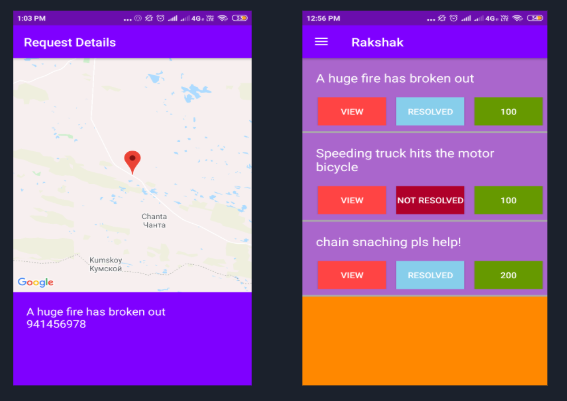 1:03 PM
4G+
Request Details
Chanta
Чанта
Kumskoy
Кумской
Google
A huge fire has broken out
941456978
12:56 PM
4G+
Rakshak
A huge fire has broken out
VIEW RESOLVED 100
Speeding truck hits the motor
bicycle
VIEW NOT RESOLVED 100
chain snaching pls help!
VIEW RESOLVED 200